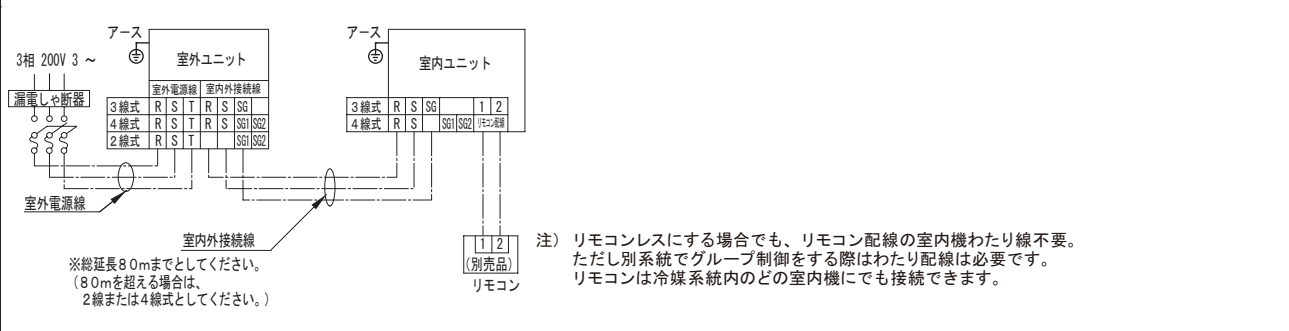 アース
3相 200V 3 ~
漏電しゃ断器
室外ユニット
室外電源線 室内外接続線
3線式 R S T R S SG
4線式 R S T R S SG1 SG2
2線式 R S T SG1 SG2
室外電源線
室内外接続線
※総延長80mまでとしてください。
(80mを超える場合は、
2線または4線式としてください。)
アース
室内ユニット
3線式 R S SG 1 2
4線式 R S SG1 SG2 リモコン配線
1 2
(別売品)
リモコン
注) リモコンレスにする場合でも、リモコン配線の室内機わたり線不要。
ただし別系統でグループ制御をする際はわたり配線は必要です。
リモコンは冷媒系統内のどの室内機にでも接続できます。